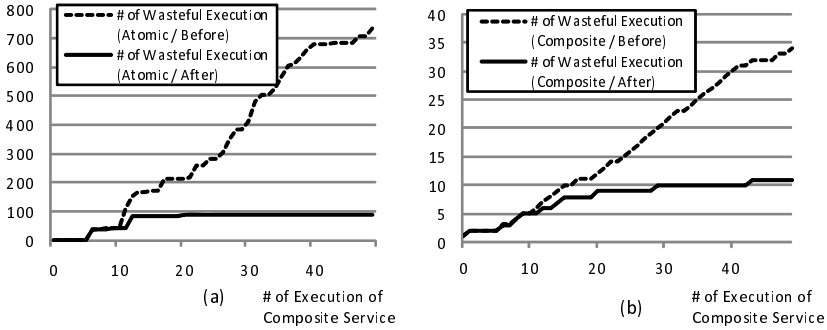 800
700
600
500
400
300
200
100
0
# of Wasteful Execution
(Atomic / Before)
# of Wasteful Execution
(Atomic / After)
0 10 20 30 40
(a)
# of Execution of
Composite Service
40
35
30
25
20
15
10
5
0
# of Wasteful Execution
(Composite / Before)
# of Wasteful Execution
(Composite / After)
0 10 20 30 40
(b)
# of Execution of
Composite Service